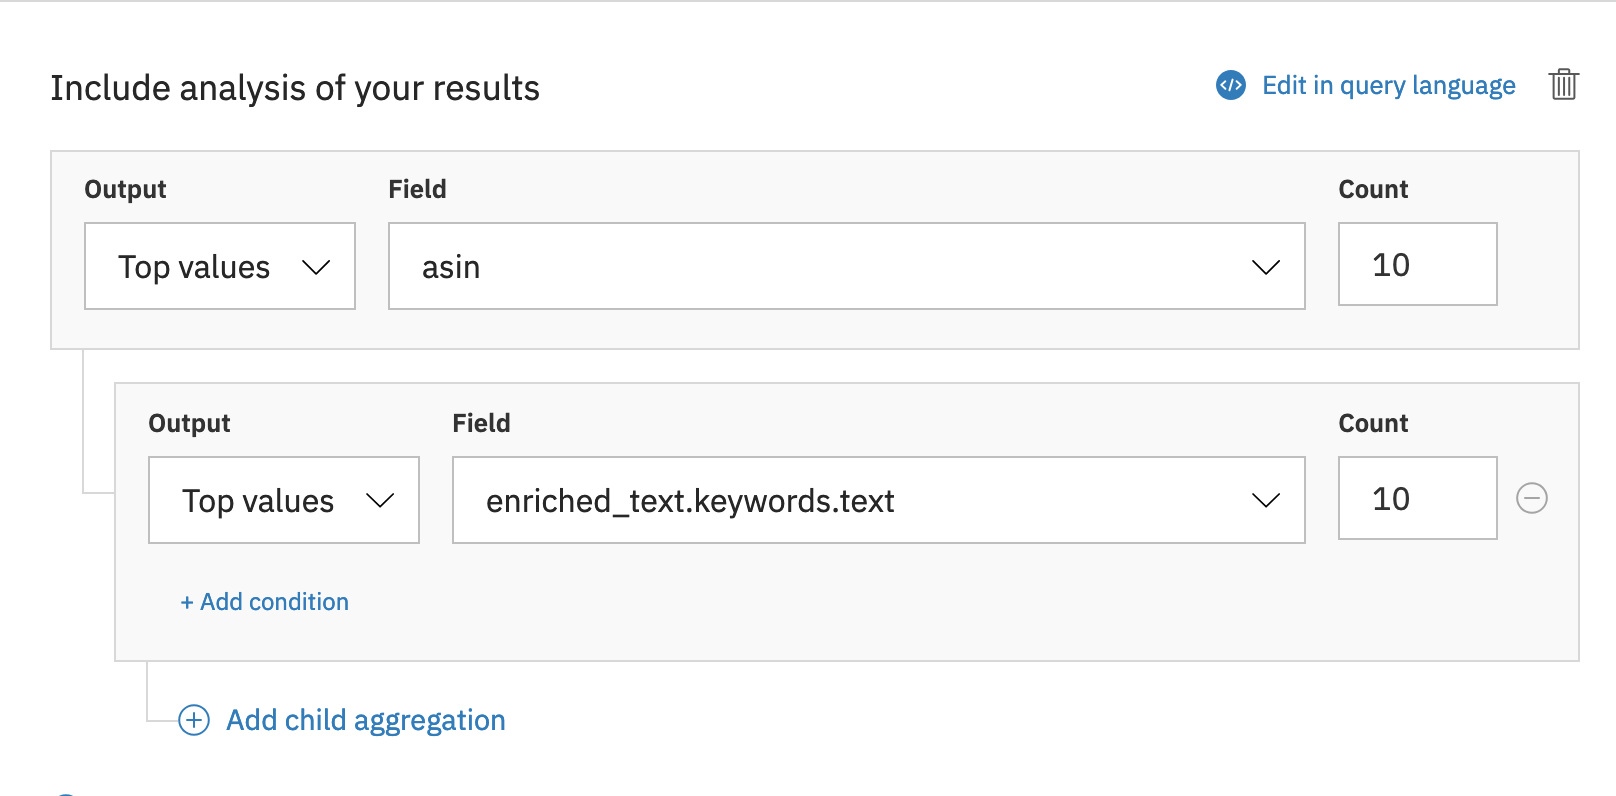 Include analysis of your results
Edit in query language
Output Field Count
Top values asin 10
Output Field Count
Top values enriched_text.keywords.text 10
+ Add condition
Add child aggregation